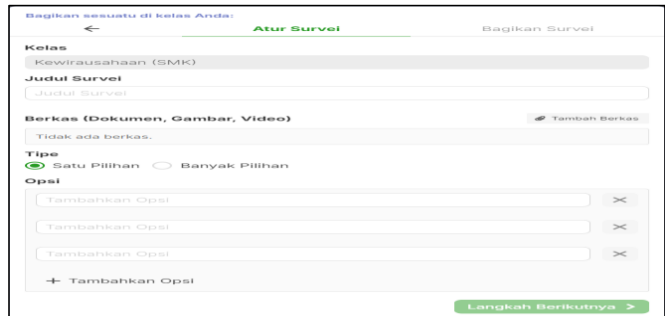 Bagikan sesuatu di kelas Anda:
Atur Survei Bagikan Survei
Kelas
Kewirausahaan (SMK)
Judul Survei
Judul Survei
Berkas (Dokumen, Gambar, Video) Tambah Berkas
Tidak ada berkas.
Tipe
Satu Pilihan Banyak Pilihan
Opsi
Tambahkan Opsi
Tambahkan Opsi
Tambahkan Opsi
+ Tambahkan Opsi
Langkah Berikutnya >